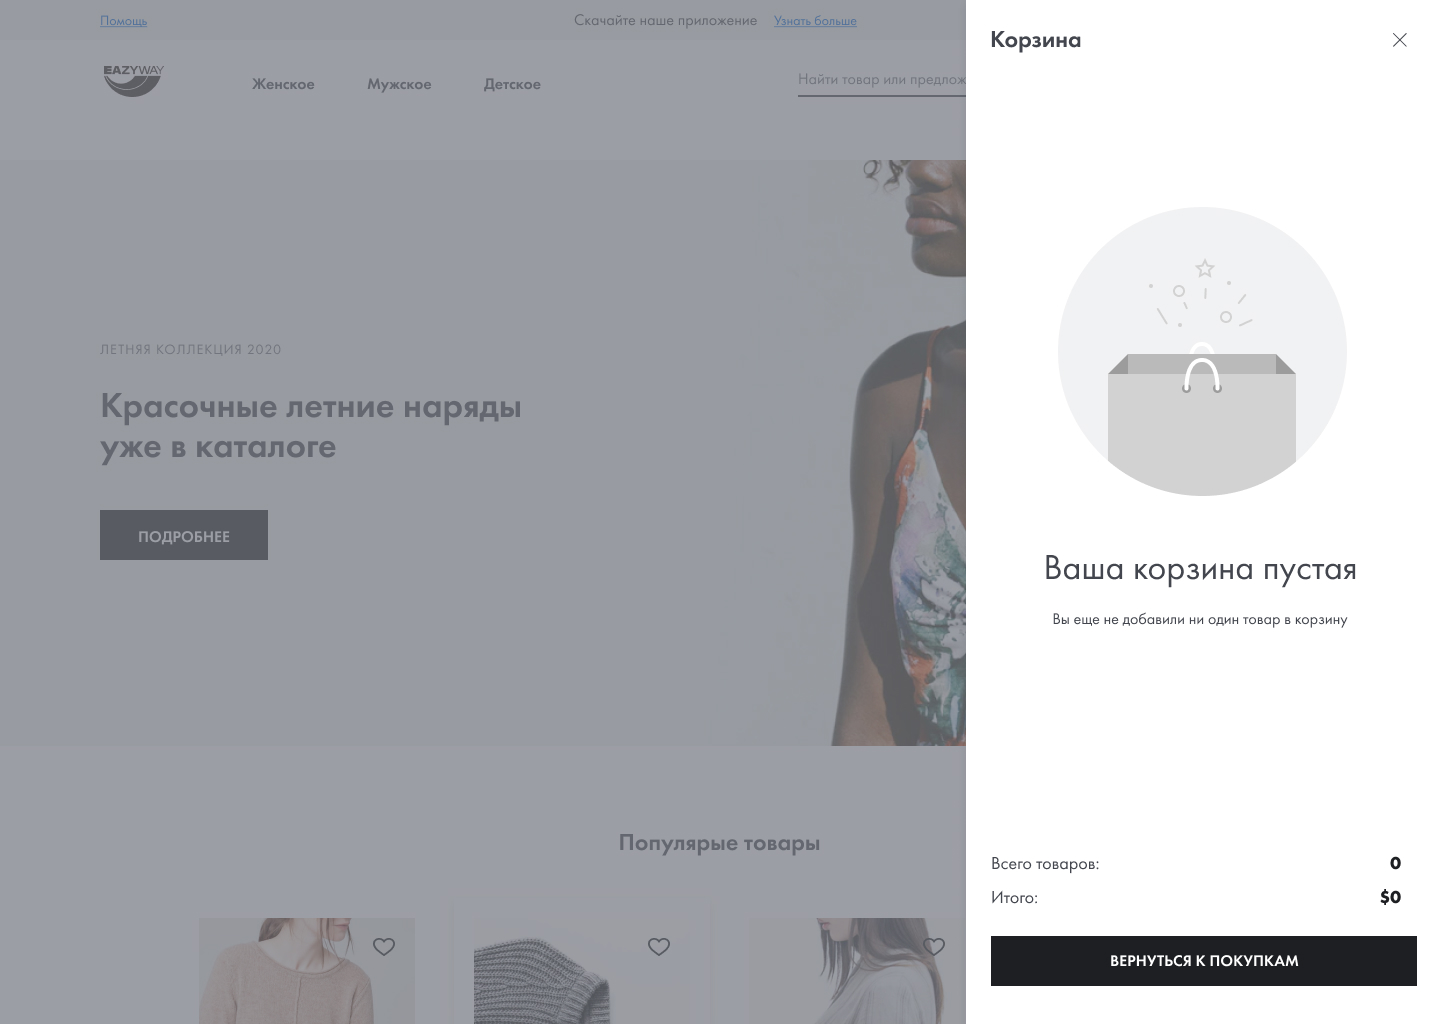 Помощь
Скачайте наше приложение Узнать больше
EAZYWAY
Женское Мужское Детское
Найти товар или предлож
ЛЕТНЯЯ КОЛЛЕКЦИЯ 2020
Красочные летние наряды
уже в каталоге
ПОДРОБНЕЕ
Популярые товары
Корзина
Ваша корзина пустая
Вы еще не добавили ни один товар в корзину
Всего товаров: 0
Итого: $0
ВЕРНУТЬСЯ К ПОКУПКАМ